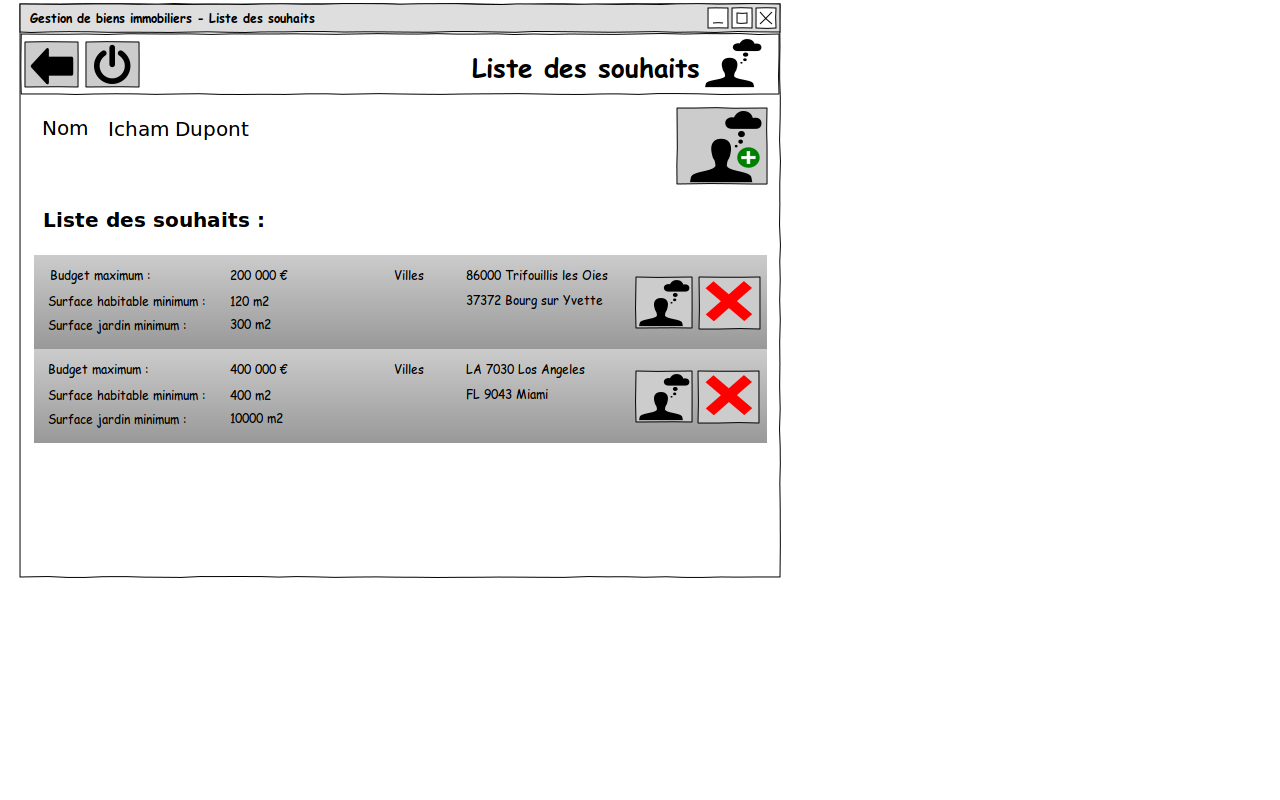 Gestion de biens immobiliers - Liste des souhaits
Liste des souhaits
Nom Icham Dupont
Liste des souhaits :
Budget maximum : 200 000 € Villes 86000 Trifouillis les Oies
Surface habitable minimum : 120 m2 37372 Bourg sur Yvette
Surface jardin minimum : 300 m2
Budget maximum : 400 000 € Villes LA 7030 Los Angeles
Surface habitable minimum : 400 m2 FL 9043 Miami
Surface jardin minimum : 10000 m2